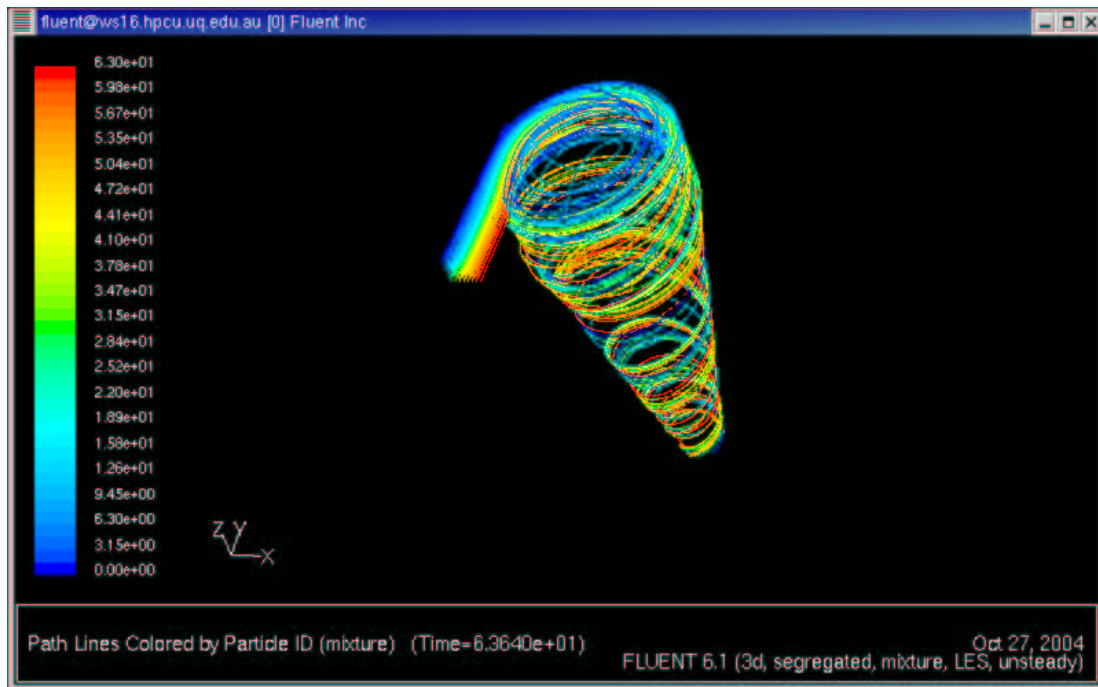 fluent@ws16.hpcu.uq.edu.au [0] Fluent Inc
6.30e+01
5.98e+01
5.67e+01
5.35e+01
5.04e+01
4.72e+01
4.41e+01
4.10e+01
3.78e+01
3.47e+01
3.15e+01
2.84e+01
2.52e+01
2.20e+01
1.89e+01
1.58e+01
1.26e+01
9.45e+00
6.30e+00
3.15e+00
0.00e+00
Z Y
X
Path Lines Colored by Particle ID (mixture) (Time=6.3640e+01)
Oct 27, 2004
FLUENT 6.1 (3d, segregated, mixture, LES, unsteady)